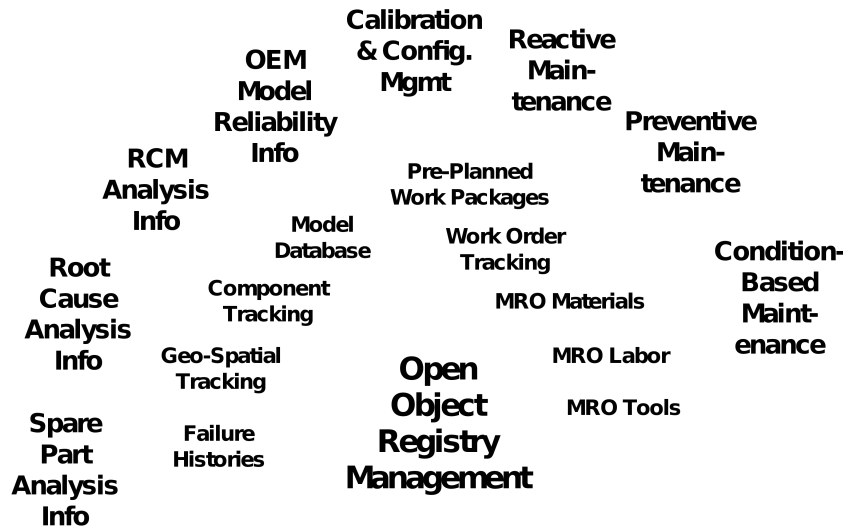 Calibration
& Config.
Mgmt
Reactive
Main-
tenance
OEM
Model
Reliability
Info
Preventive
Main-
tenance
RCM
Analysis
Info
Pre-Planned
Work Packages
Model
Database
Work Order
Tracking
Condition-
Based
Maint-
enance
Root
Cause
Analysis
Info
Component
Tracking
MRO Materials
Geo-Spatial
Tracking
MRO Labor
Open
Object
Registry
Management
MRO Tools
Spare
Part
Analysis
Info
Failure
Histories